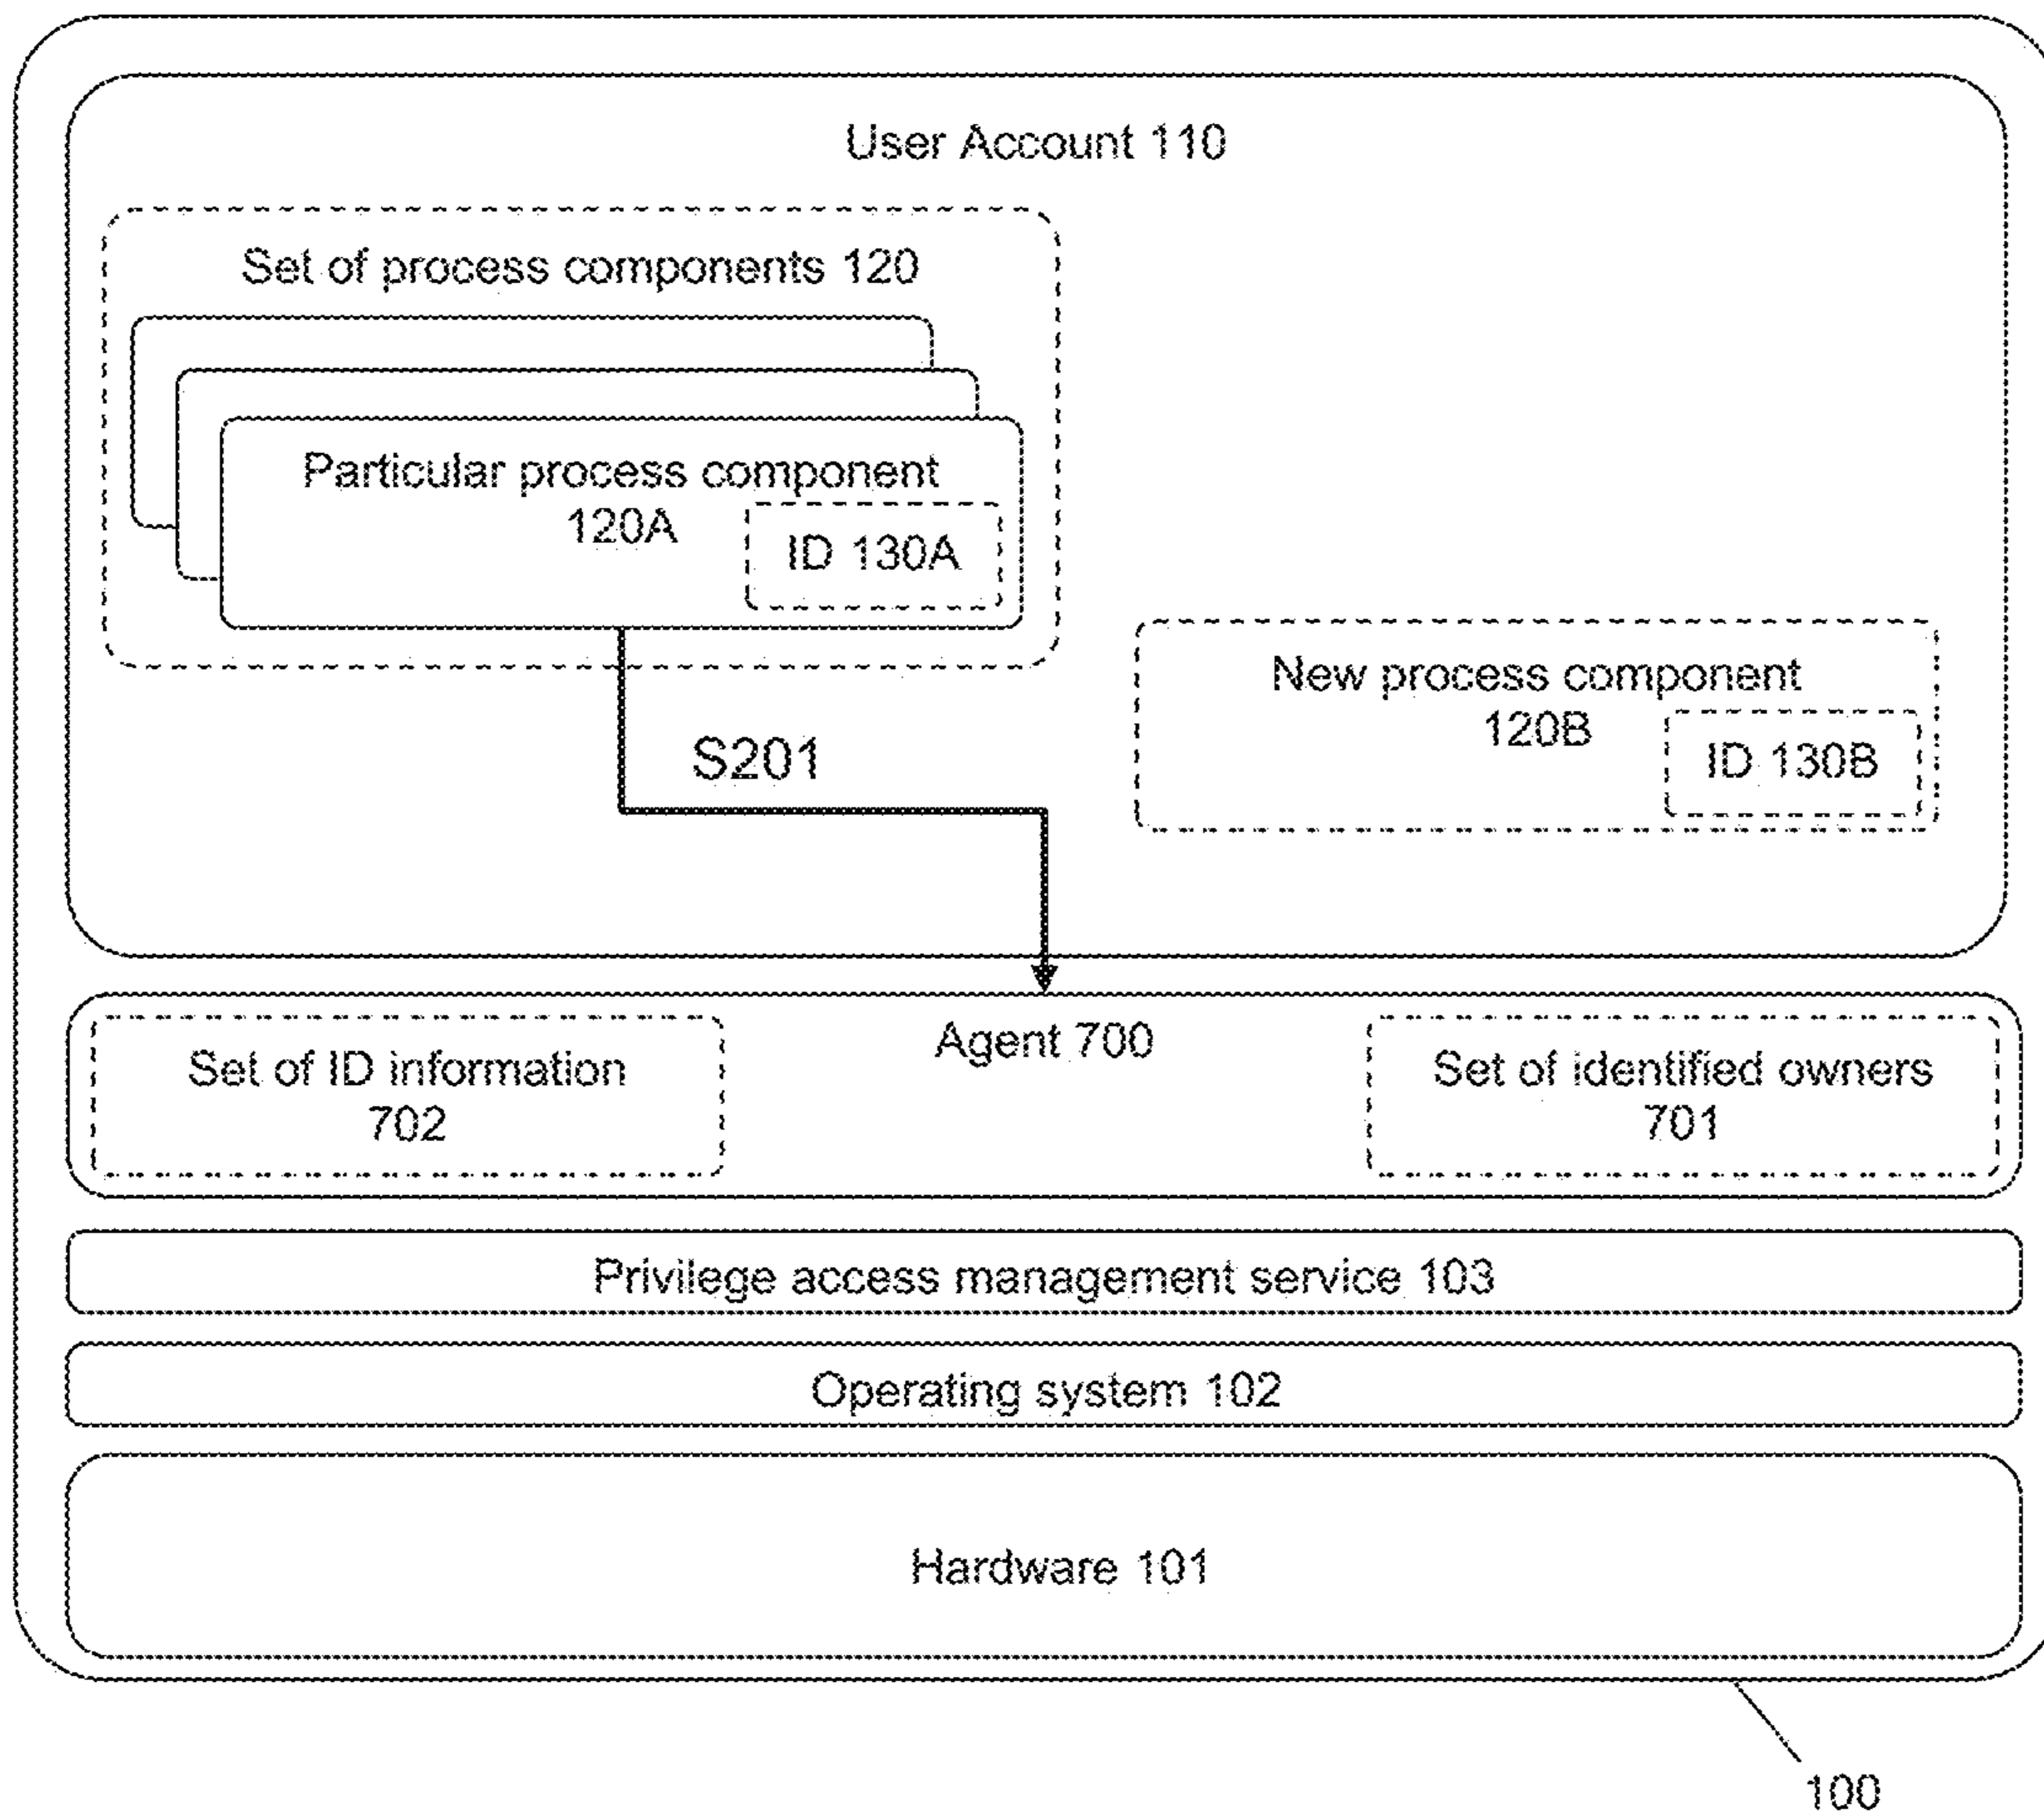 User Account 110
Set of process components 120
Particular process component
120A
ID 130A
New process component
120B
ID 130B
S201
Agent 700
Set of ID information
702
Set of identified owners
701
Privilege access management service 103
Operating system 102
Hardware 101
100